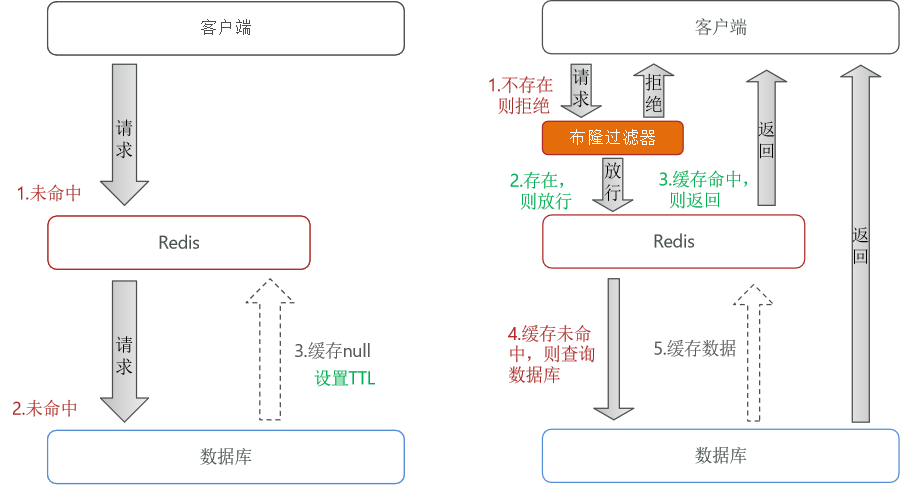 客户端
请求
1.未命中
Redis
请求
3.缓存null
设置TTL
2.未命中
数据库
客户端
1.不存在
则拒绝
请求
拒绝
布隆过滤器
2.存在，
则放行
放行
3.缓存命中，
则返回
返回
Redis
返回
4.缓存未命
中，则查询
数据库
5.缓存数据
数据库